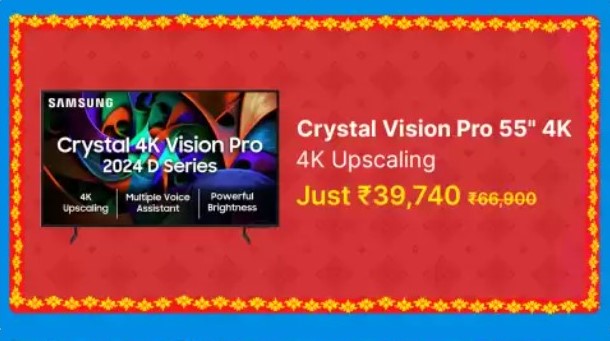 SAMSUNG
Crystal 4K Vision Pro
2024 D Series
4K
Upscaling
Multiple Voice
Assistant
Powerful
Brightness
Crystal Vision Pro 55" 4K
4K Upscaling
Just ₹39,740 ₹66,900